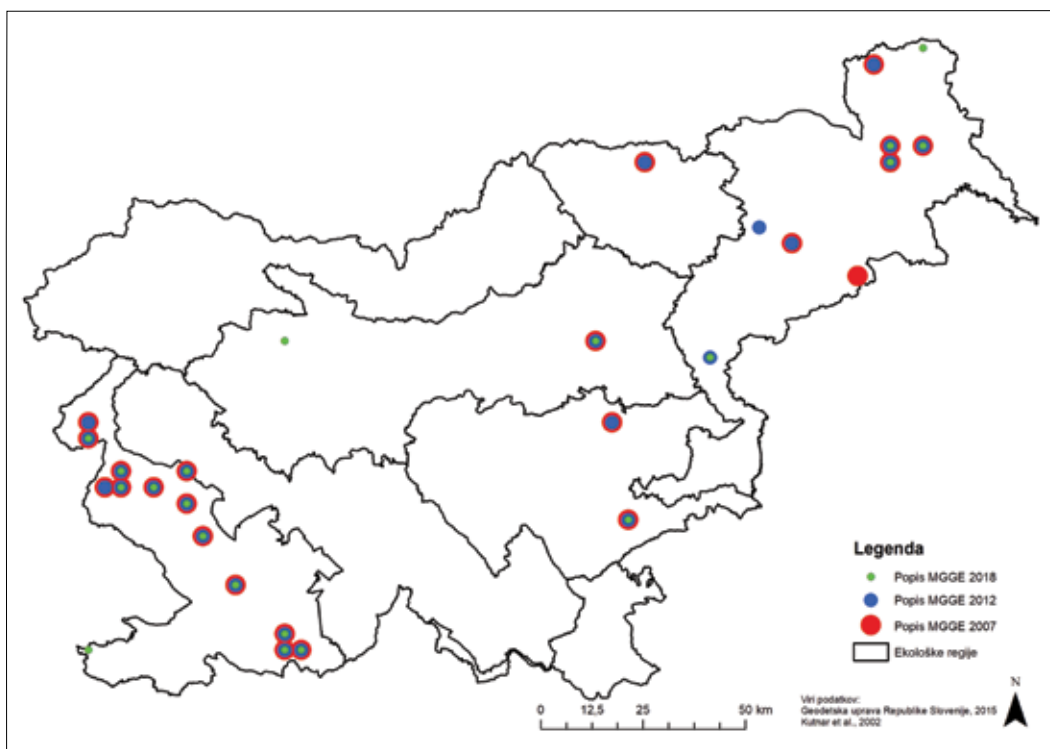 Legenda
Popis MGGE 2018
Popis MGGE 2012
Popis MGGE 2007
Ekološke regije
N
0 12,5 25 50 km
Viri podatkov:
Geodetska uprava Republike Slovenije, 2015
Kutnar et al., 2002